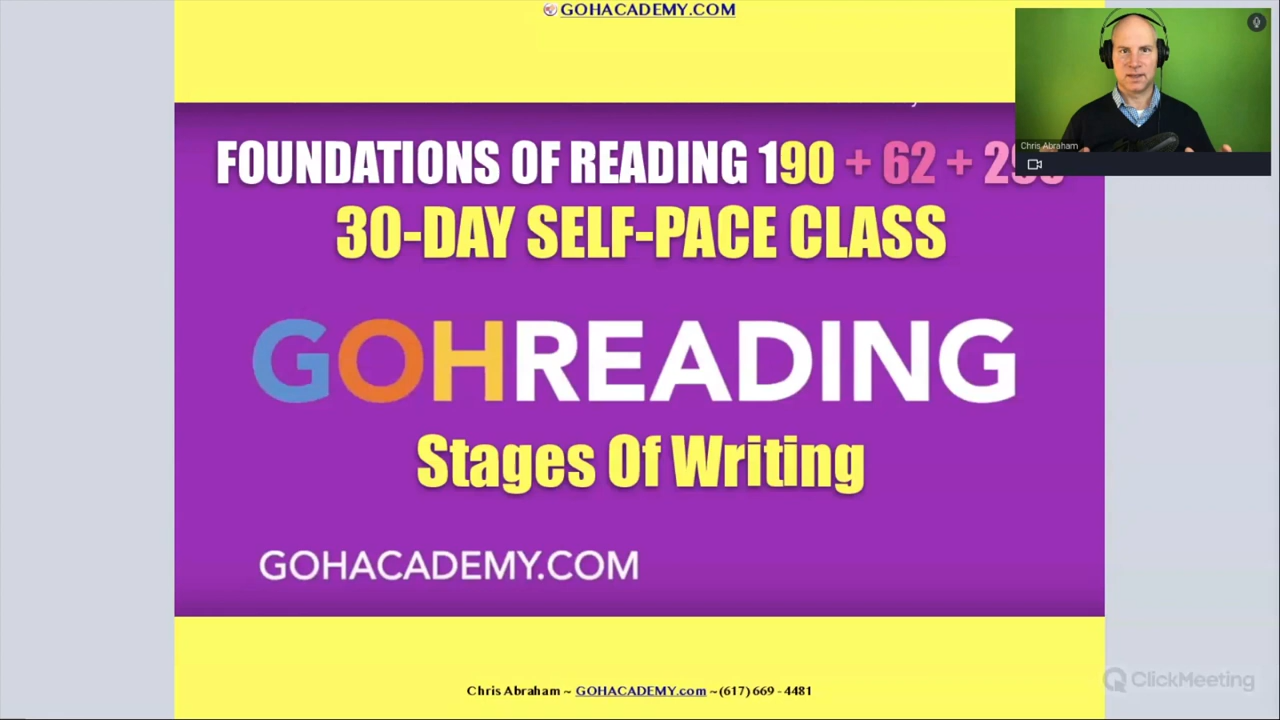 GOHACADEMY.COM
Chris Abraham
FOUNDATIONS OF READING 190 + 62 +
30-DAY SELF-PACE CLASS
GOHREADING
Stages Of Writing
GOHACADEMY.COM
ClickMeeting
Chris Abraham ~ GOHACADEMY.com ~ (617) 669 - 4481